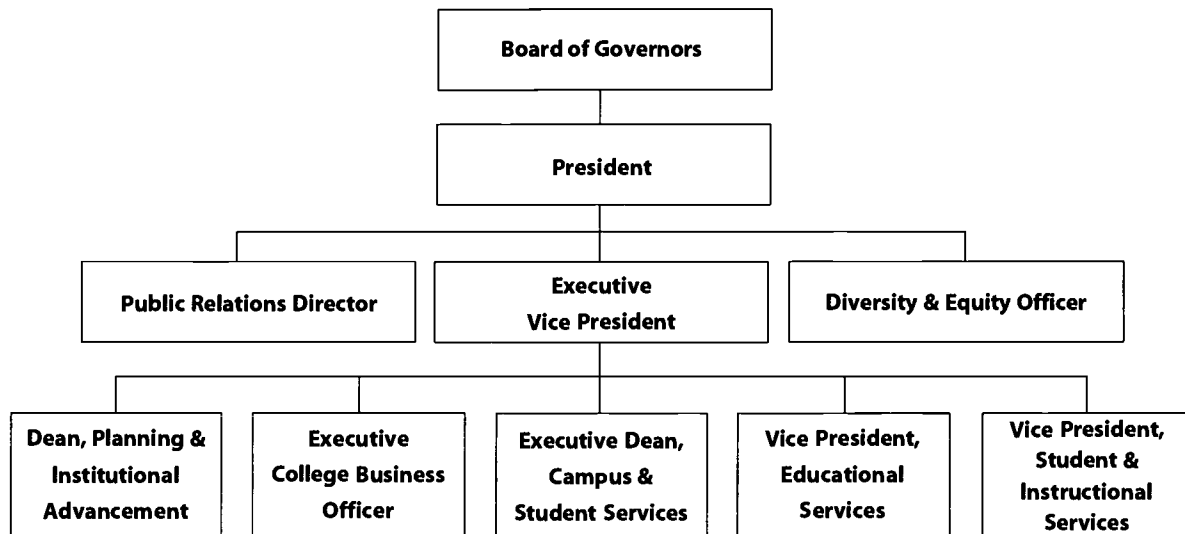 Board of Governors
President
Public Relations Director
Executive
Vice President
Diversity & Equity Officer
Dean, Planning &
Institutional
Advancement
Executive
College Business
Officer
Executive Dean,
Campus &
Student Services
Vice President,
Educational
Services
Vice President,
Student &
Instructional
Services